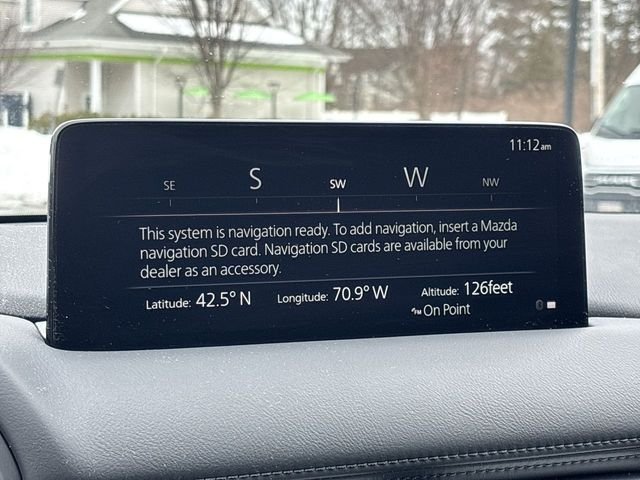 11:12am
SE S SW W NW
This system is navigation ready. To add navigation, insert a Mazda
navigation SD card. Navigation SD cards are available from your
dealer as an accessory.
Latitude: 42.5° N Longitude: 70.9° W Altitude: 126feet
FM On Point